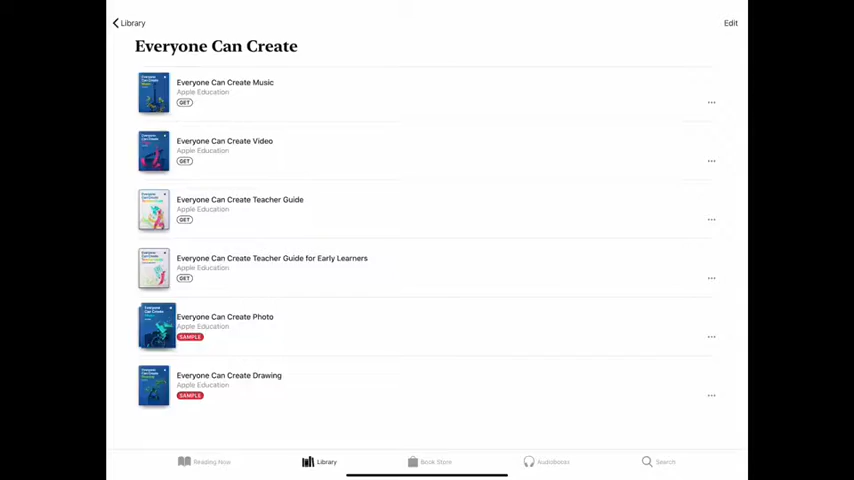 Library
Edit
Everyone Can Create
Everyone Can Create Music
Apple Education
GET
Everyone Can Create Video
Apple Education
GET
Everyone Can Create Teacher Guide
Apple Education
GET
Everyone Can Create Teacher Guide for Early Learners
Apple Education
GET
Everyone Can Create Photo
Apple Education
SAMPLE
Everyone Can Create Drawing
Apple Education
SAMPLE
Reading Now
Library
Book Store
Audiobooks
Search